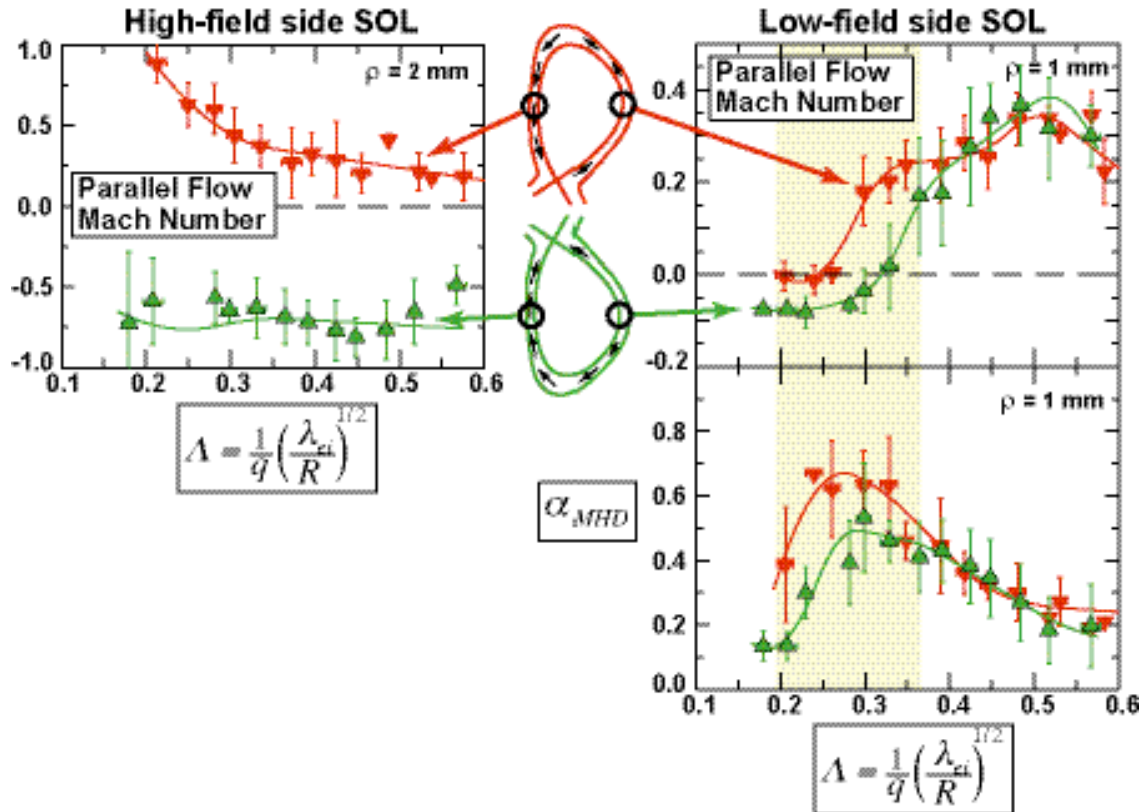 High-field side SOL
Low-field side SOL
1.0
0.5
0.0
-0.5
-1.0
ρ = 2 mm
Parallel Flow
Mach Number
0.1 0.2 0.3 0.4 0.5 0.6
Λ = 1/q (λei/R)^1/2
0.4
0.2
0.0
-0.2
Parallel Flow
Mach Number
ρ = 1 mm
αMHD
0.8
0.6
0.4
0.2
0.0
ρ = 1 mm
0.1 0.2 0.3 0.4 0.5 0.6
Λ = 1/q (λei/R)^1/2